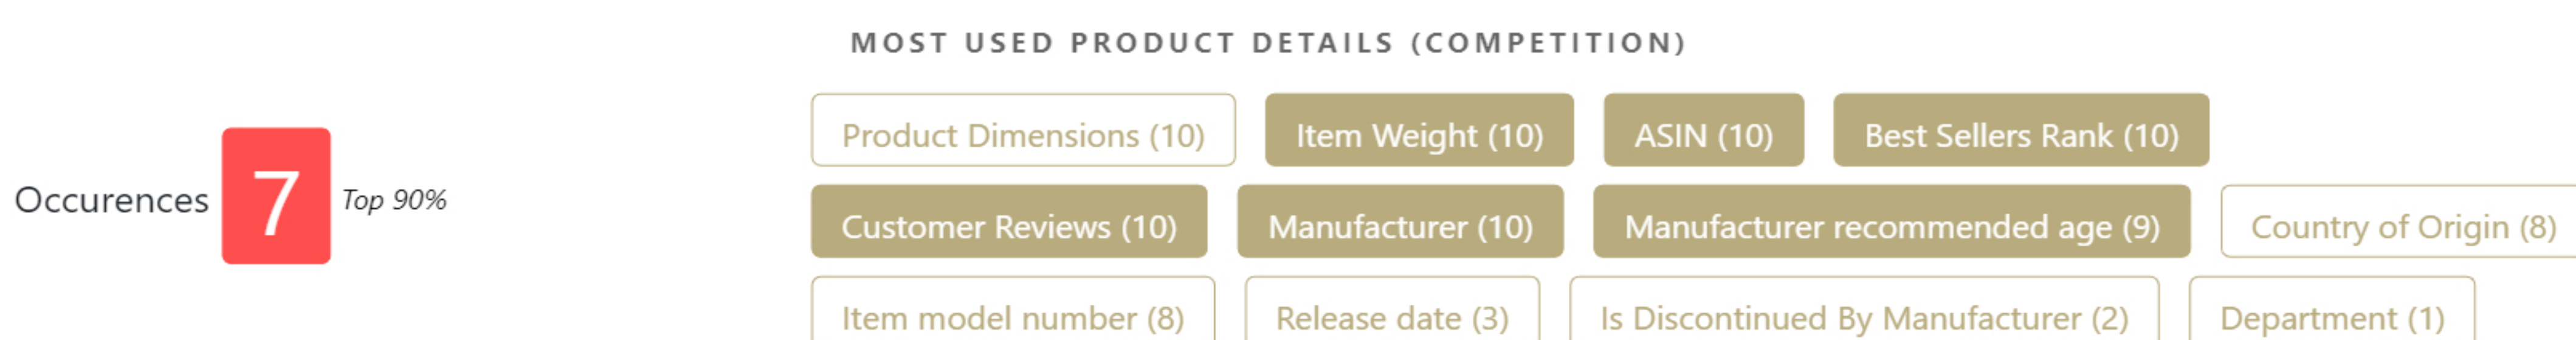 MOST USED PRODUCT DETAILS (COMPETITION)
Occurences 7 Top 90%
Product Dimensions (10) Item Weight (10) ASIN (10) Best Sellers Rank (10)
Customer Reviews (10) Manufacturer (10) Manufacturer recommended age (9) Country of Origin (8)
Item model number (8) Release date (3) Is Discontinued By Manufacturer (2) Department (1)